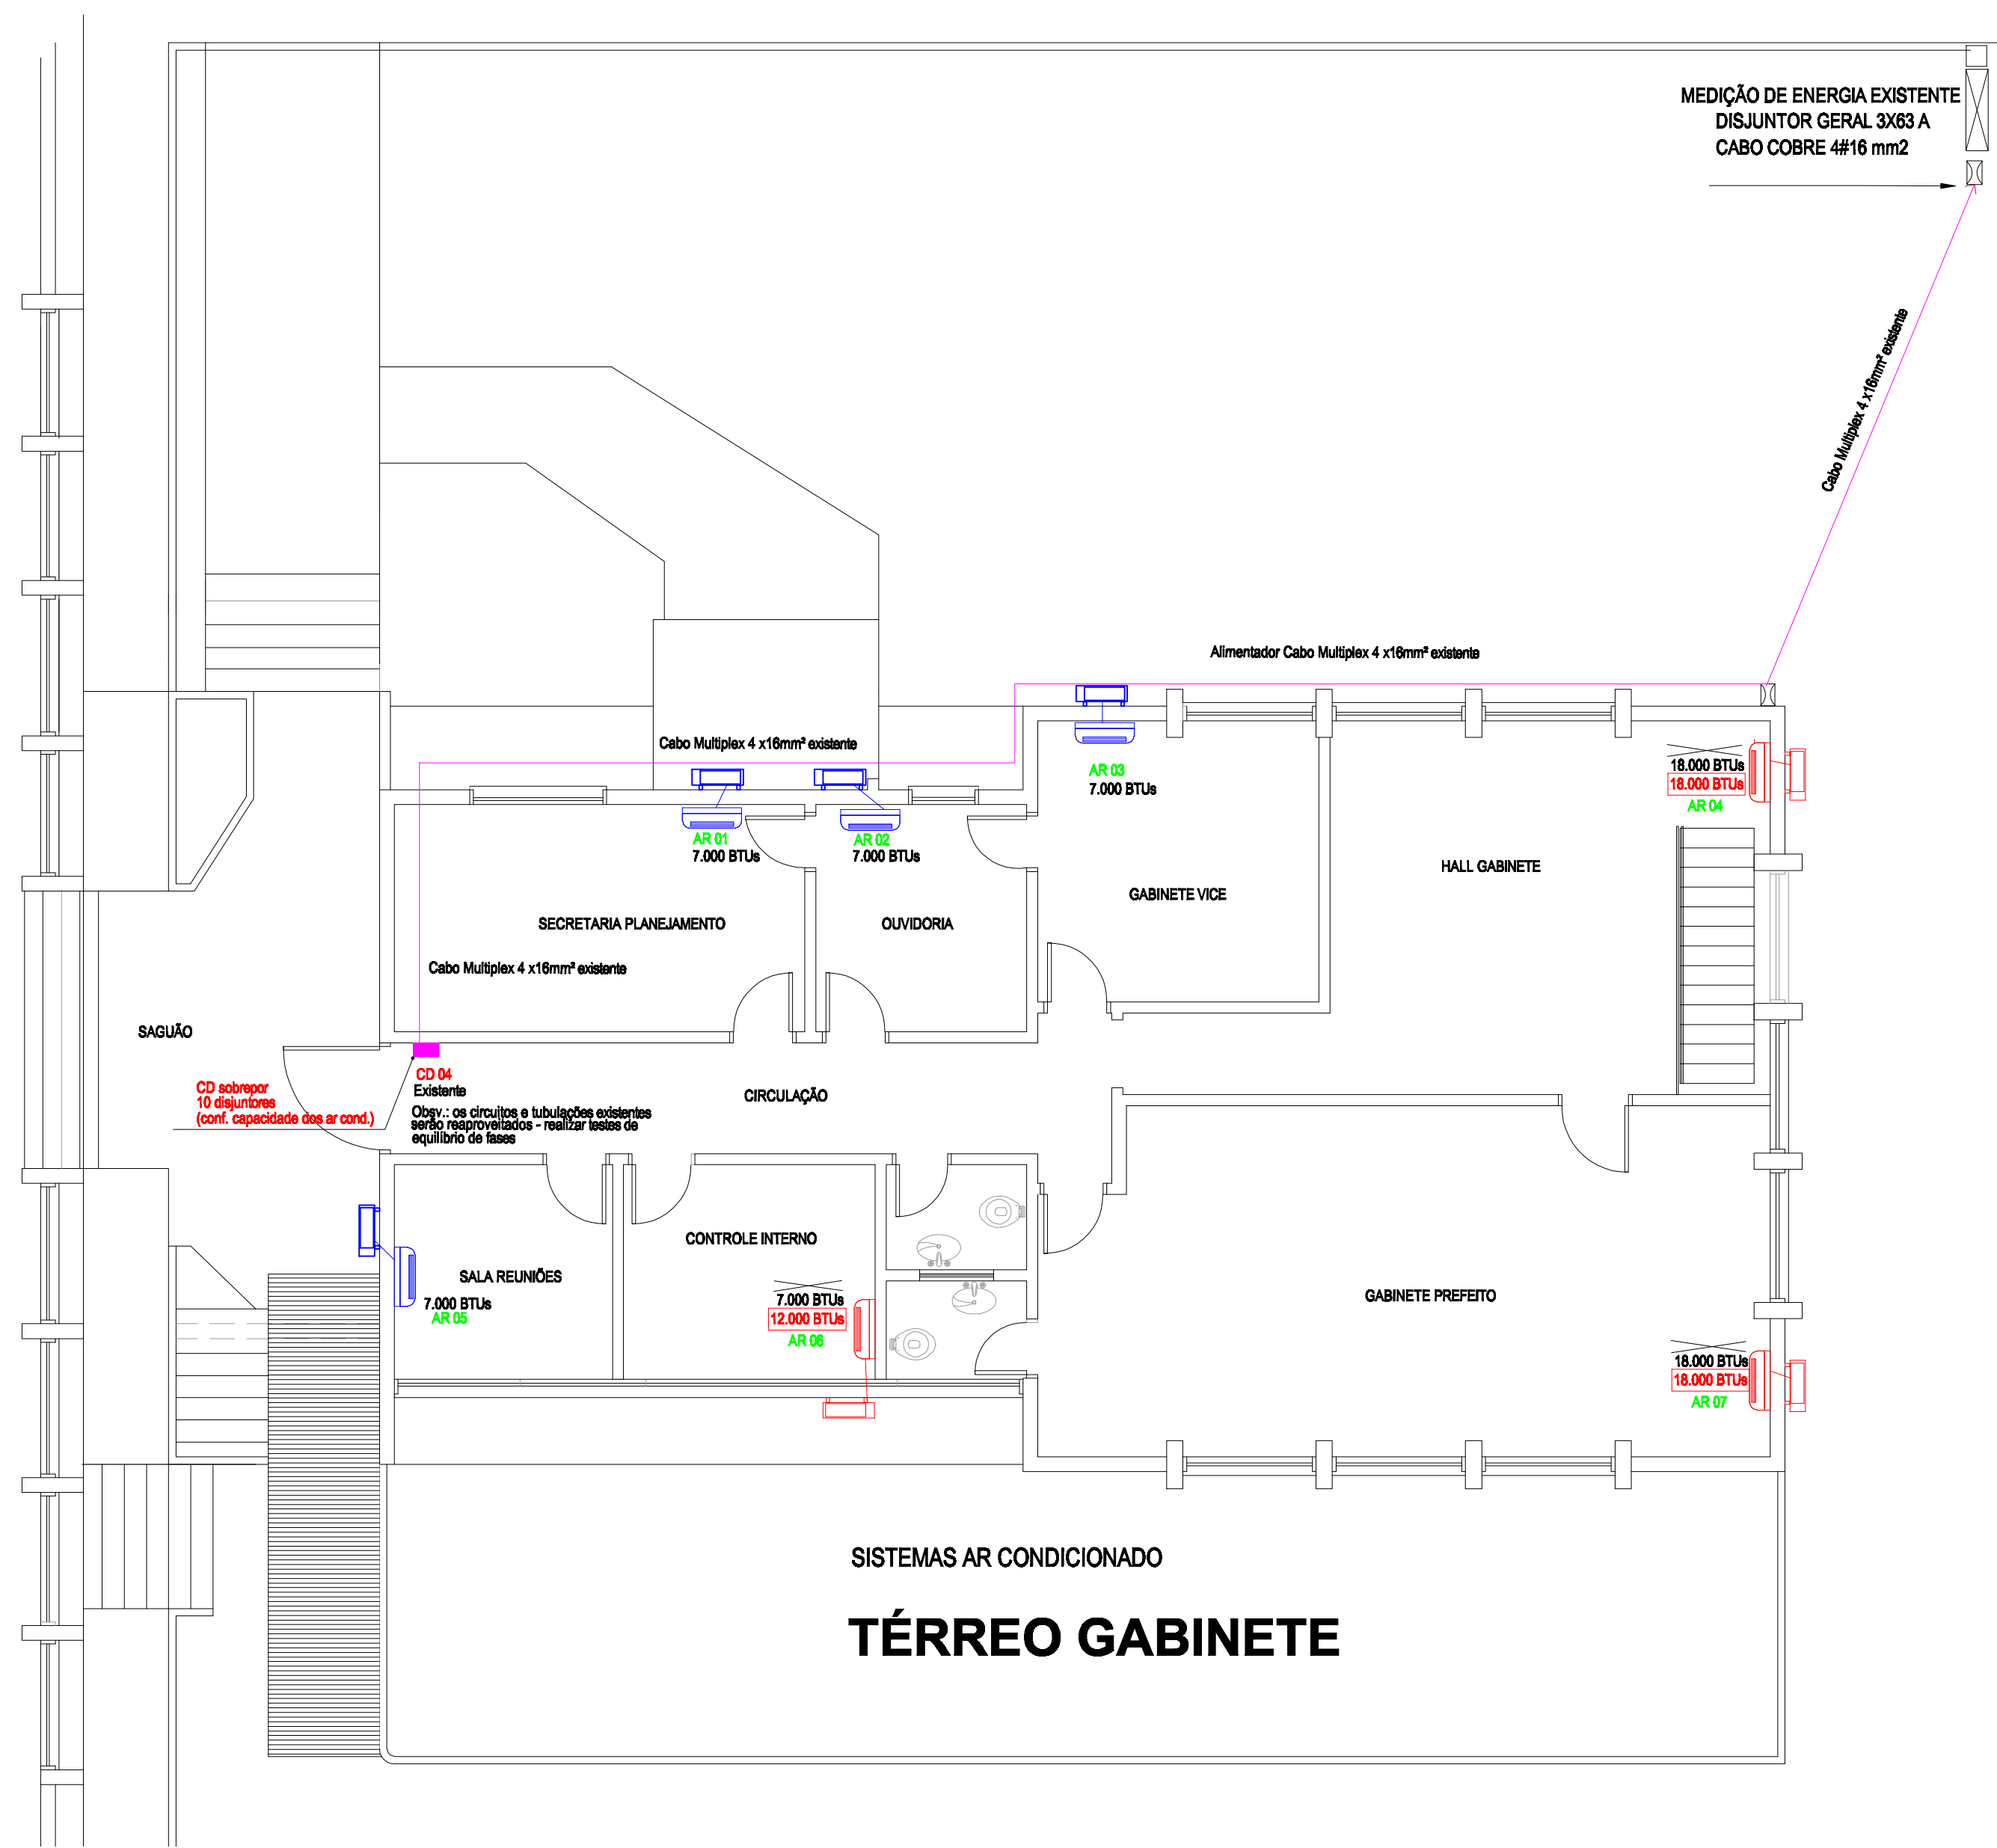 MEDIÇÃO DE ENERGIA EXISTENTE
DISJUNTOR GERAL 3X63 A
CABO COBRE 4#16 mm2
Cabo Multiplex 4 x16mm² existente
Alimentador Cabo Multiplex 4 x16mm² existente
Cabo Multiplex 4 x16mm² existente
AR 03
7.000 BTUs
18.000 BTUs
18.000 BTUs
AR 04
AR 01
7.000 BTUs
AR 02
7.000 BTUs
HALL GABINETE
GABINETE VICE
SECRETARIA PLANEJAMENTO
OUVIDORIA
Cabo Multiplex 4 x16mm² existente
SAGUÃO
CD 04
Existente
CD sobrepor
10 disjuntores
(conf. capacidade dos ar cond.)
Obsv.: os circuitos e tubulações existentes
serão reaproveitados - realizar testes de
equilíbrio de fases
CIRCULAÇÃO
CONTROLE INTERNO
SALA REUNIÕES
7.000 BTUs
AR 05
7.000 BTUs
12.000 BTUs
AR 06
GABINETE PREFEITO
18.000 BTUs
18.000 BTUs
AR 07
SISTEMAS AR CONDICIONADO
TÉRREO GABINETE